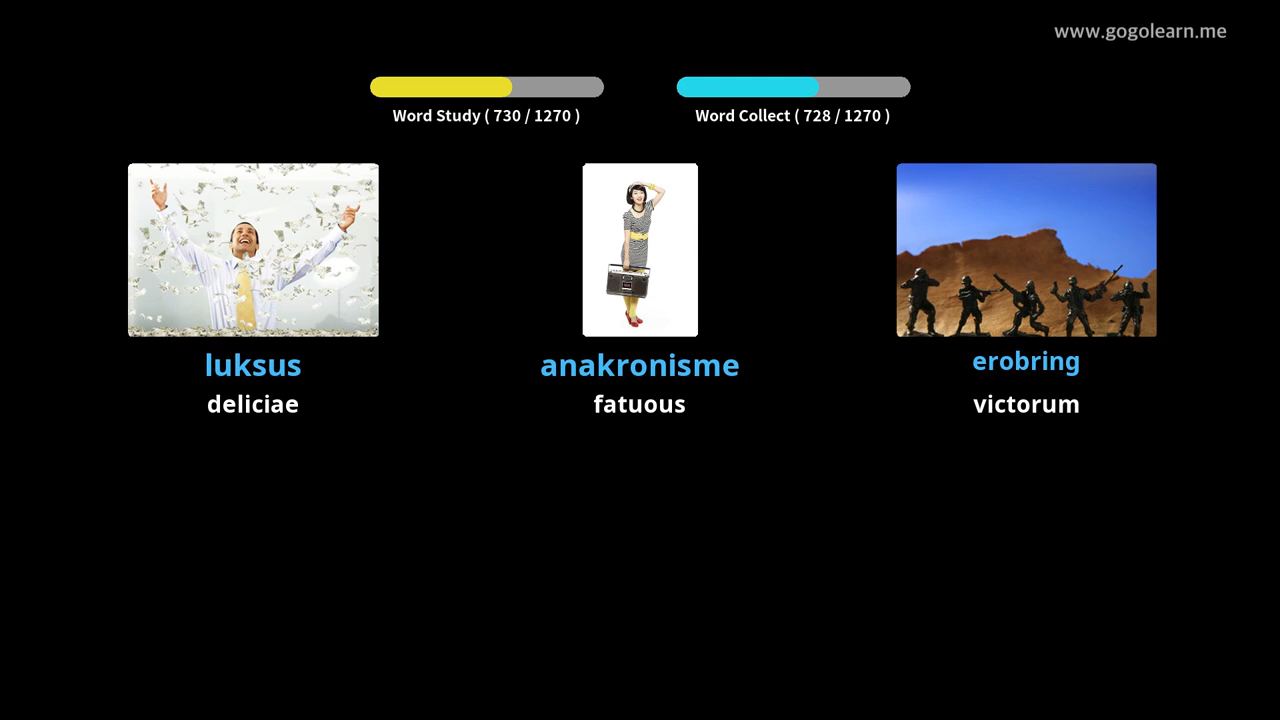 www.gogolearn.me
Word Study ( 730 / 1270 )
Word Collect ( 728 / 1270 )
luksus
anakronisme
erobring
deliciae
fatuous
victorum